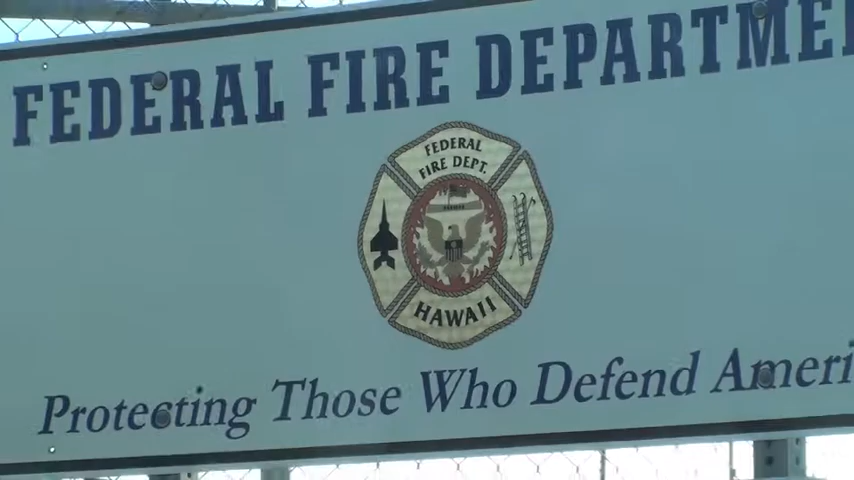 FEDERAL FIRE DEPARTME
FEDERAL
FIRE DEPT.
HAWAII
Protecting Those Who Defend Ameri